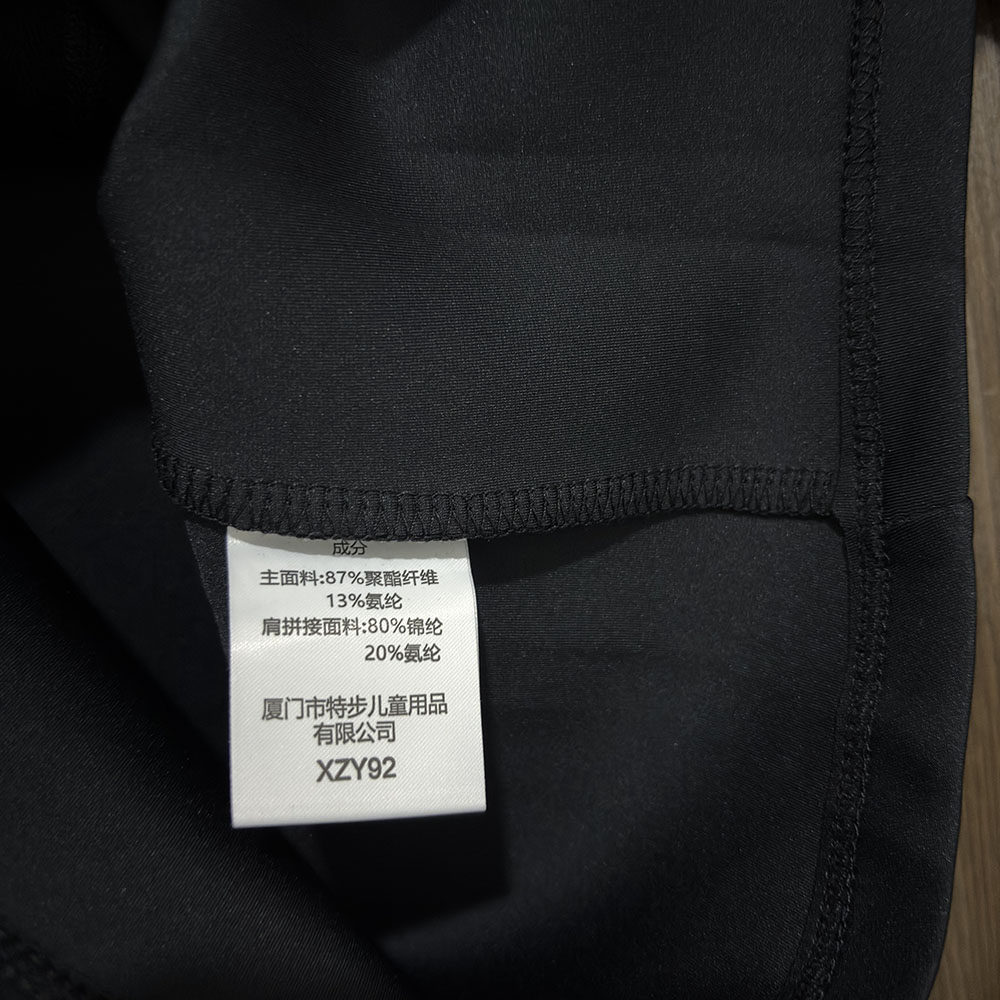 成分
主面料:87%聚酯纤维
13%氨纶
肩拼接面料:80%锦纶
20%氨纶
厦门市特步儿童用品
有限公司
XZY92